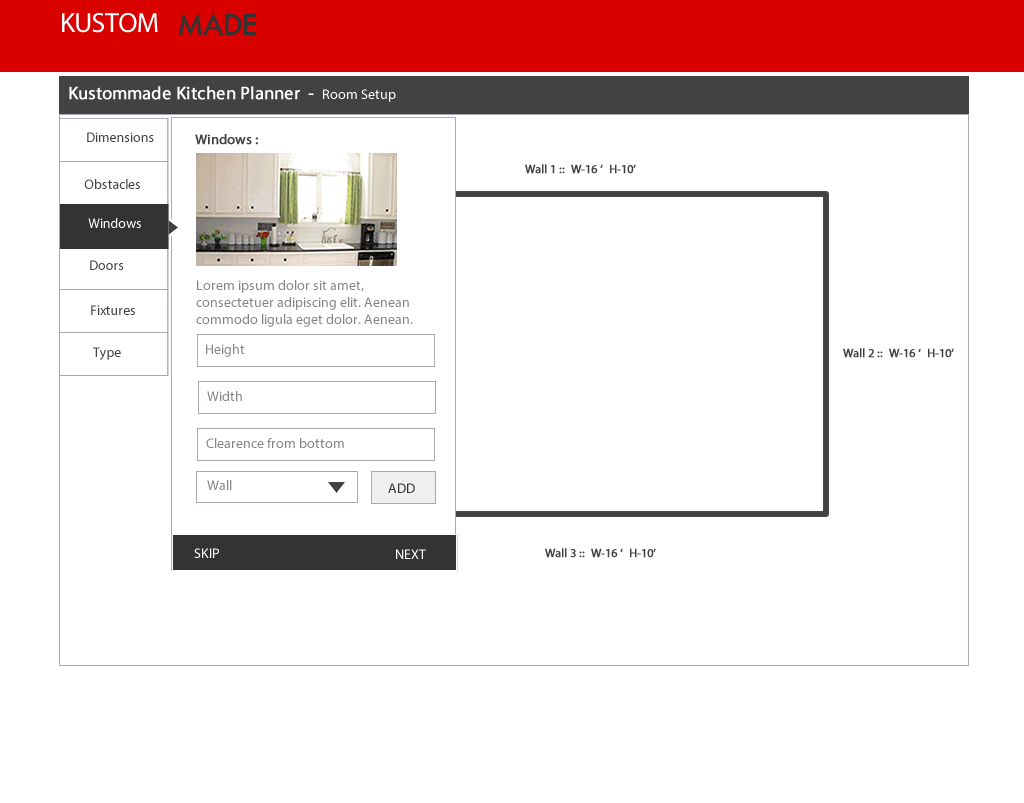 KUSTOM MADE
Kustommade Kitchen Planner - Room Setup
Dimensions
Obstacles
Windows
Doors
Fixtures
Type
Windows :
Lorem ipsum dolor sit amet,
consectetuer adipiscing elit. Aenean
commodo ligula eget dolor. Aenean.
Height
Width
Clearence from bottom
Wall
ADD
SKIP
NEXT
Wall 1 :: W-16 ‘ H-10’
Wall 2 :: W-16 ‘ H-10’
Wall 3 :: W-16 ‘ H-10’